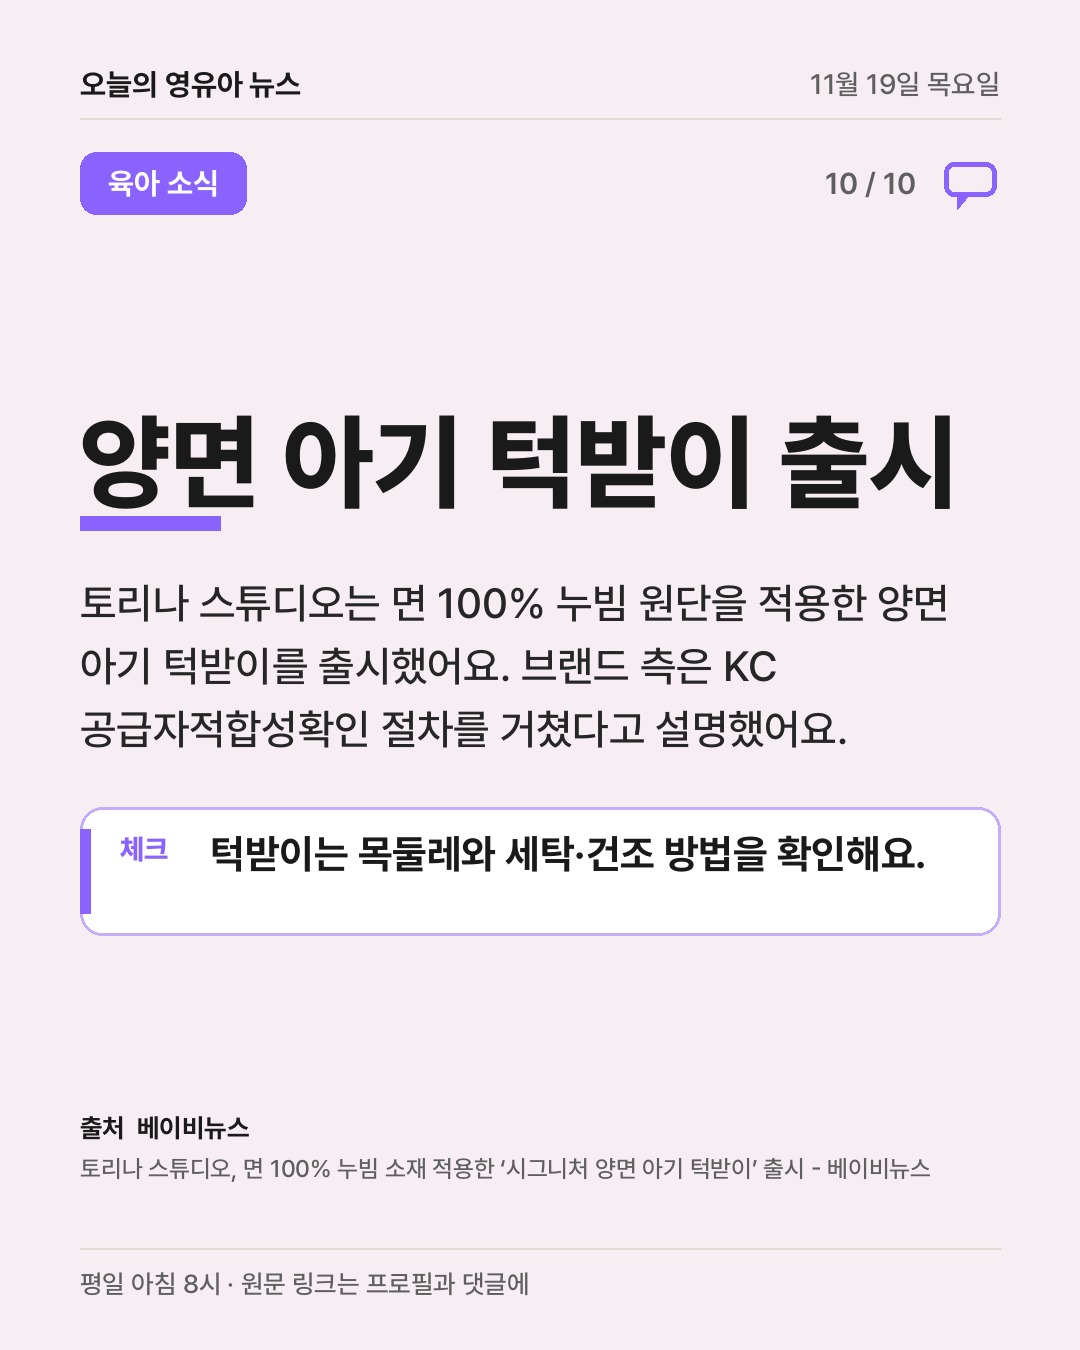 오늘의 영유아 뉴스
11월 19일 목요일
육아 소식
10 / 10
양면 아기 턱받이 출시
토리나 스튜디오는 면 100% 누빔 원단을 적용한 양면
아기 턱받이를 출시했어요. 브랜드 측은 KC
공급자적합성확인 절차를 거쳤다고 설명했어요.
체크 턱받이는 목둘레와 세탁·건조 방법을 확인해요.
출처 베이비뉴스
토리나 스튜디오, 면 100% 누빔 소재 적용한 ‘시그니처 양면 아기 턱받이’ 출시 - 베이비뉴스
평일 아침 8시 · 원문 링크는 프로필과 댓글에